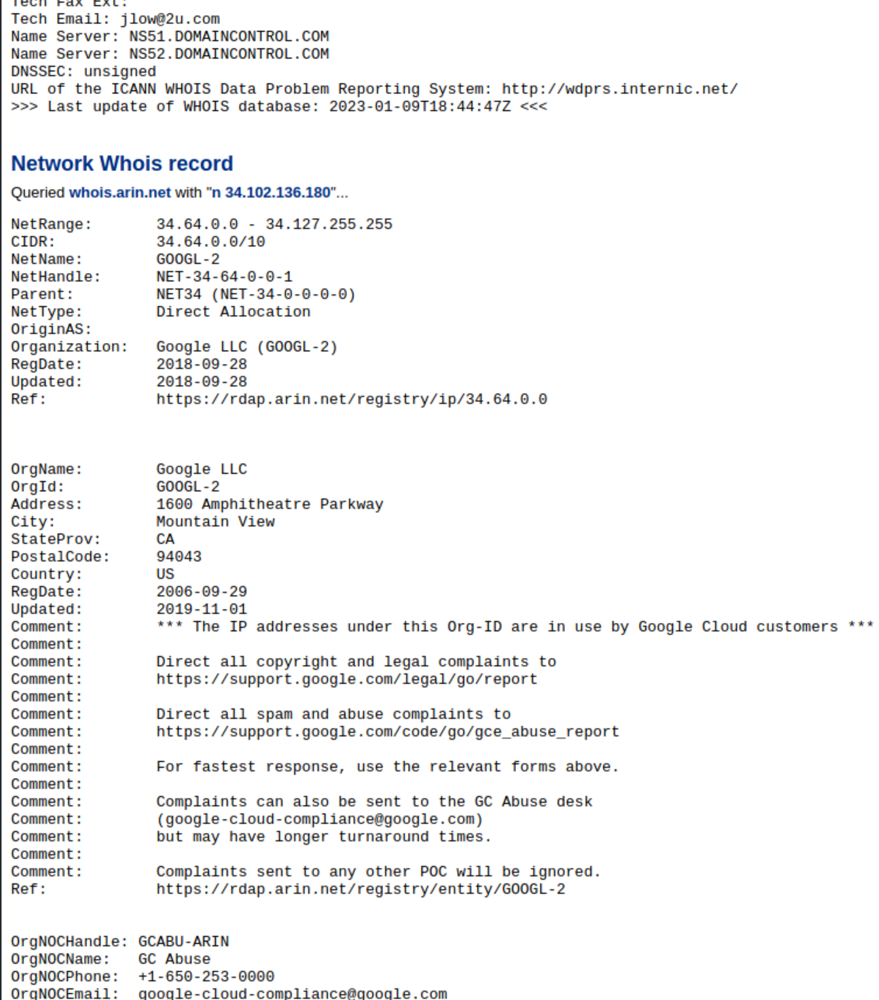 Tech Fax Ext:
Tech Email: jlow@2u.com
Name Server: NS51.DOMAINCONTROL.COM
Name Server: NS52.DOMAINCONTROL.COM
DNSSEC: unsigned
URL of the ICANN WHOIS Data Problem Reporting System: http://wdprs.internic.net/
>>> Last update of WHOIS database: 2023-01-09T18:44:47Z <<<
Network Whois record
Queried whois.arin.net with "n 34.102.136.180"...
NetRange: 34.64.0.0 - 34.127.255.255
CIDR: 34.64.0.0/10
NetName: GOOGL-2
NetHandle: NET-34-64-0-0-1
Parent: NET34 (NET-34-0-0-0-0)
NetType: Direct Allocation
OriginAS:
Organization: Google LLC (GOOGL-2)
RegDate: 2018-09-28
Updated: 2018-09-28
Ref: https://rdap.arin.net/registry/ip/34.64.0.0
OrgName: Google LLC
OrgId: GOOGL-2
Address: 1600 Amphitheatre Parkway
City: Mountain View
StateProv: CA
PostalCode: 94043
Country: US
RegDate: 2006-09-29
Updated: 2019-11-01
Comment: *** The IP addresses under this Org-ID are in use by Google Cloud customers ***
Comment:
Comment: Direct all copyright and legal complaints to
Comment: https://support.google.com/legal/go/report
Comment:
Comment: Direct all spam and abuse complaints to
Comment: https://support.google.com/code/go/gce_abuse_report
Comment:
Comment: For fastest response, use the relevant forms above.
Comment:
Comment: Complaints can also be sent to the GC Abuse desk
Comment: (google-cloud-compliance@google.com)
Comment: but may have longer turnaround times.
Comment:
Comment: Complaints sent to any other POC will be ignored.
Ref: https://rdap.arin.net/registry/entity/GOOGL-2
OrgNOCHandle: GCABU-ARIN
OrgNOCName: GC Abuse
OrgNOCPhone: +1-650-253-0000
OrgNOCEmail: google-cloud-compliance@google.com